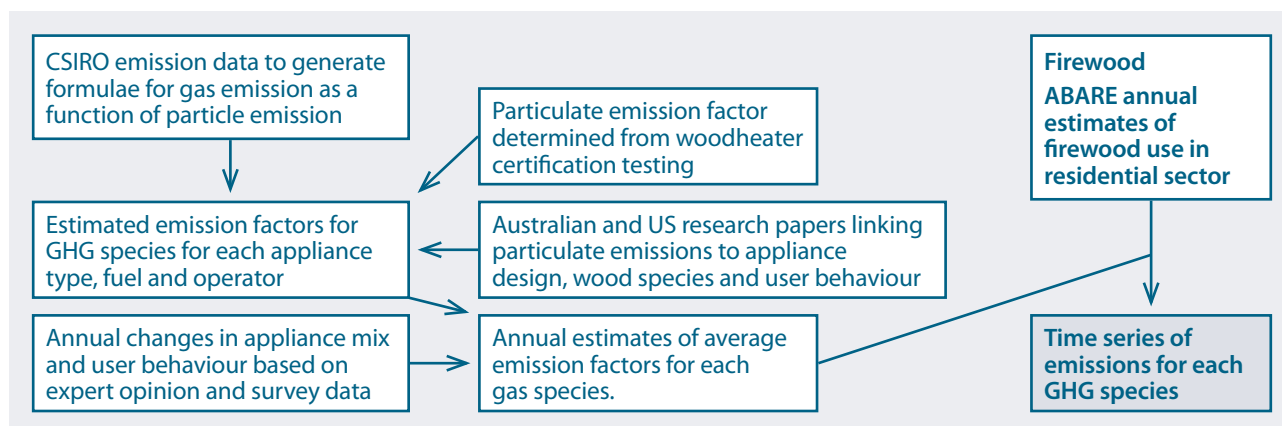 CSIRO emission data to generate
formulae for gas emission as a
function of particle emission
Particulate emission factor
determined from woodheater
certification testing
Firewood
ABARE annual
estimates of
firewood use in
residential sector
Estimated emission factors for
GHG species for each appliance
type, fuel and operator
Australian and US research papers linking
particulate emissions to appliance
design, wood species and user behaviour
Annual changes in appliance mix
and user behaviour based on
expert opinion and survey data
Annual estimates of average
emission factors for each
gas species.
Time series of
emissions for each
GHG species